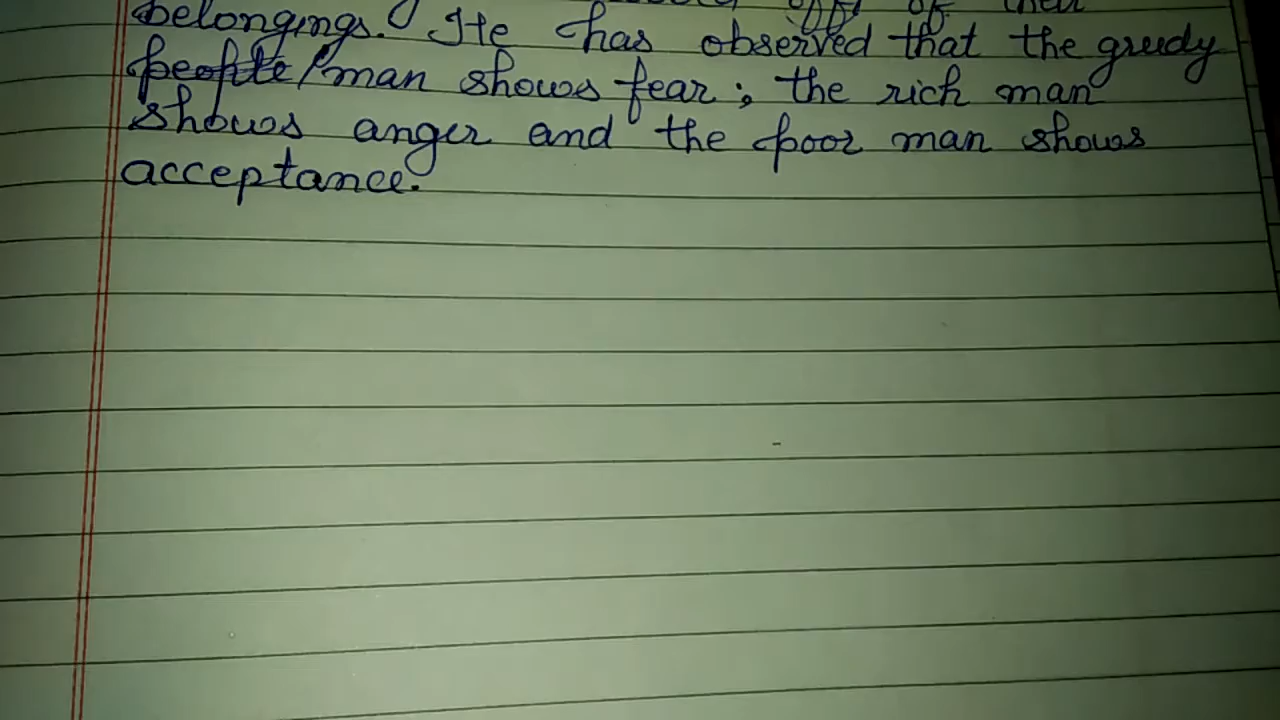 belongings. He has observed that the greedy
man shows fear; the rich man
shows anger and the poor man shows
acceptance.